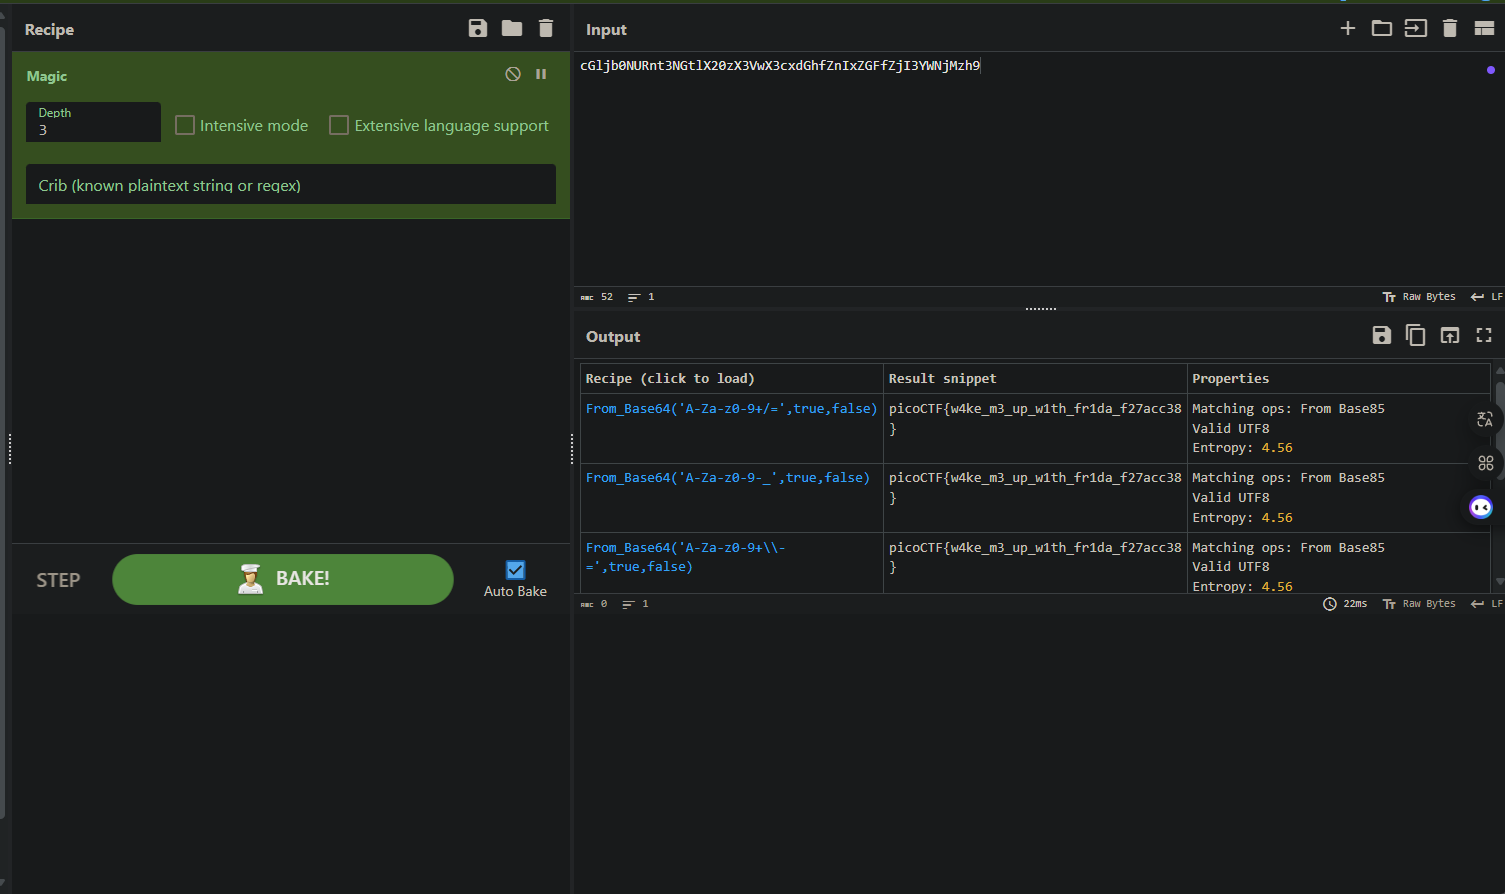 Recipe
Magic
Depth
3
Intensive mode
Extensive language support
Crib (known plaintext string or regex)
STEP
BAKE!
Auto Bake
Input
cGljb0NURnt3NGtlX20zX3VwX3cxdGhfZnIxZGFfZjI3YWNjMzh9
ABC 52 1
Raw Bytes LF
Output
Recipe (click to load) Result snippet Properties
From_Base64('A-Za-z0-9+/=',true,false) picoCTF{w4ke_m3_up_w1th_fr1da_f27acc38 Matching ops: From Base85
} Valid UTF8
Entropy: 4.56
From_Base64('A-Za-z0-9-_',true,false) picoCTF{w4ke_m3_up_w1th_fr1da_f27acc38 Matching ops: From Base85
} Valid UTF8
Entropy: 4.56
From_Base64('A-Za-z0-9+\\- picoCTF{w4ke_m3_up_w1th_fr1da_f27acc38 Matching ops: From Base85
=',true,false) } Valid UTF8
Entropy: 4.56
ABC 0 1
22ms Raw Bytes LF